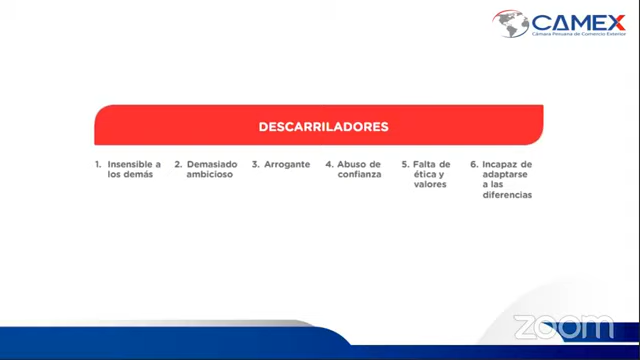 CAMEX
Cámara Peruana de Comercio Exterior
DESCARRILADORES
1. Insensible a
los demás
2. Demasiado
ambicioso
3. Arrogante
4. Abuso de
confianza
5. Falta de
ética y
valores
6. Incapaz de
adaptarse
a las
diferencias
zoom